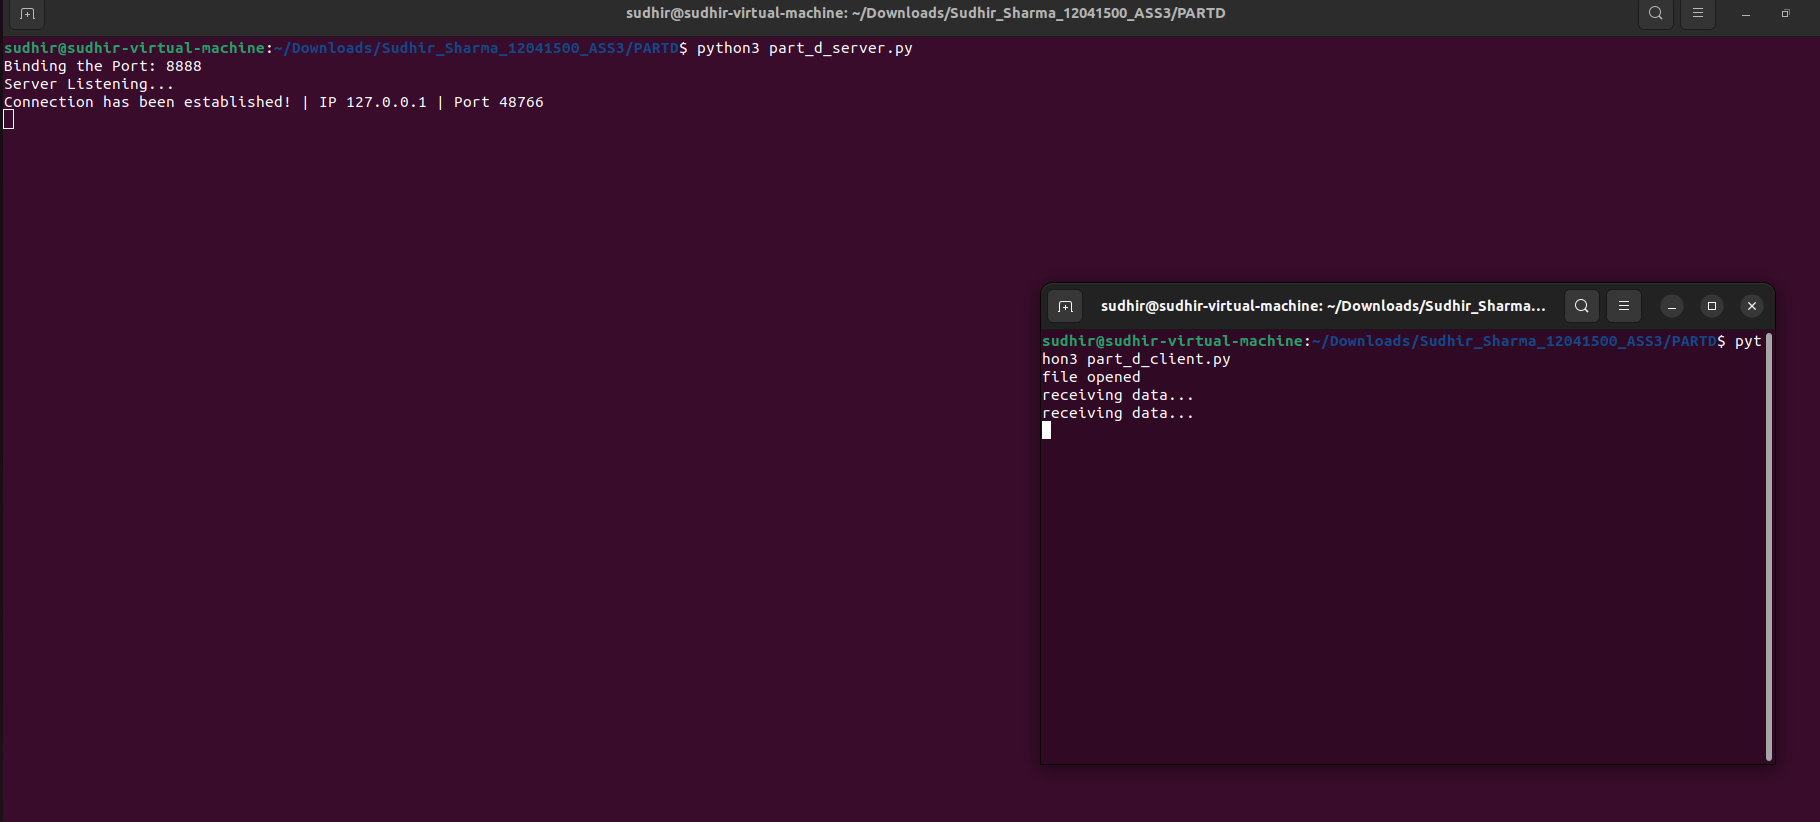 sudhir@sudhir-virtual-machine: ~/Downloads/Sudhir_Sharma_12041500_ASS3/PARTD
sudhir@sudhir-virtual-machine:~/Downloads/Sudhir_Sharma_12041500_ASS3/PARTD$ python3 part_d_server.py
Binding the Port: 8888
Server Listening...
Connection has been established! | IP 127.0.0.1 | Port 48766
sudhir@sudhir-virtual-machine: ~/Downloads/Sudhir_Sharma...
sudhir@sudhir-virtual-machine:~/Downloads/Sudhir_Sharma_12041500_ASS3/PARTD$ pyt
hon3 part_d_client.py
file opened
receiving data...
receiving data...